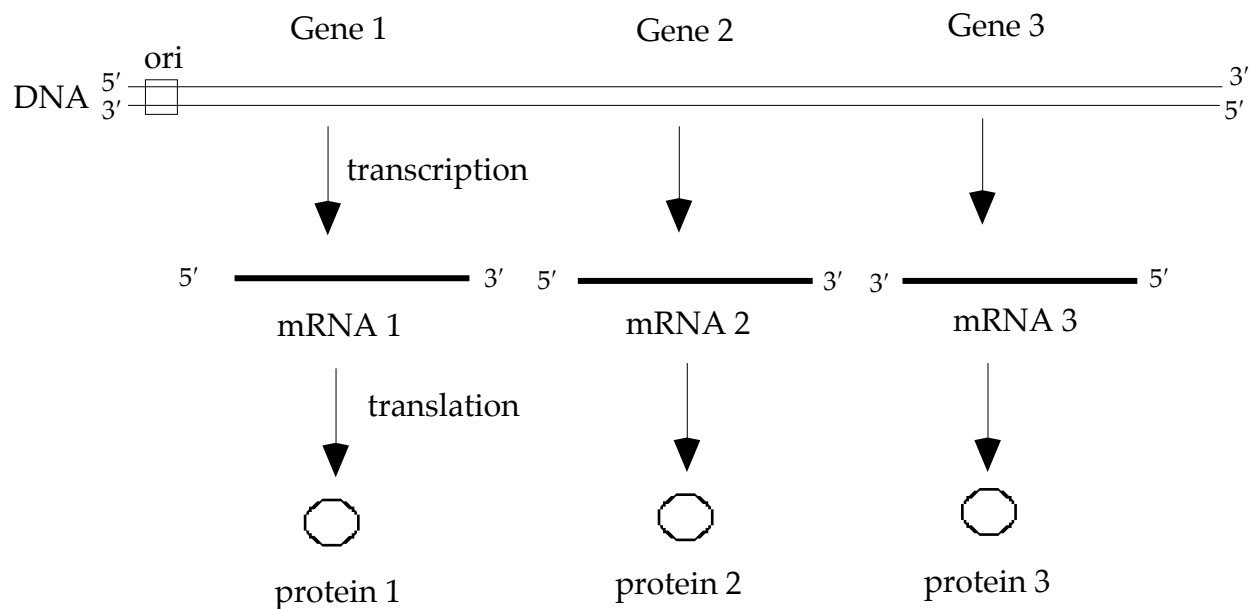 Gene 1
Gene 2
Gene 3
ori
DNA
5′
3′
3′
5′
transcription
5′
3′
5′
3′
3′
5′
mRNA 1
mRNA 2
mRNA 3
translation
protein 1
protein 2
protein 3